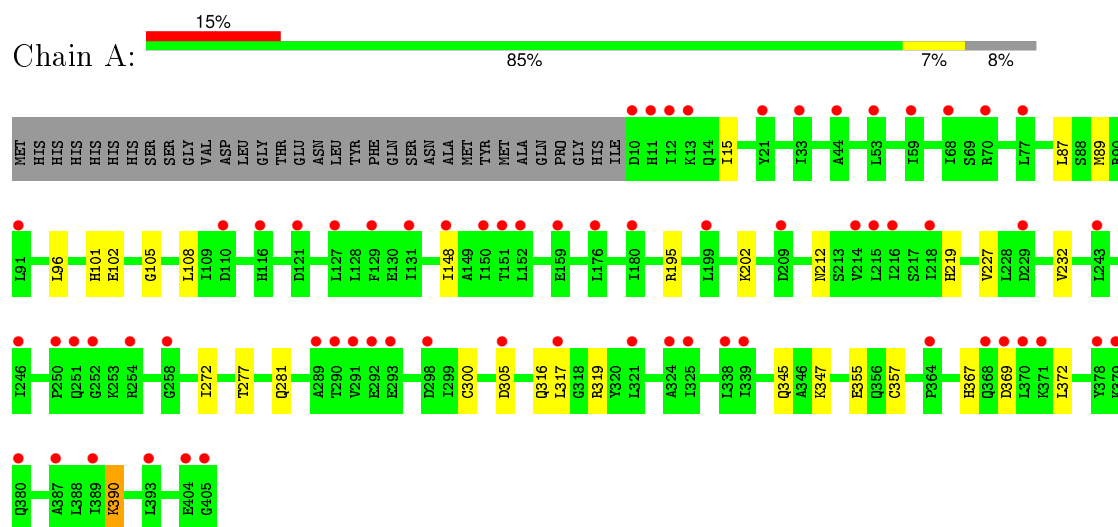 15%
Chain A:
85% 7% 8%
MET HIS HIS HIS HIS HIS HIS SER SER GLY VAL ASP LEU GLY THR GLU ASN LEU TYR PHE GLN SER ASN ALA MET TYR MET ALA GLN PRO GLY HIS ILE D10 H11 I12 K13 Q14 I15 Y21 I33 A44 L53 I59 I68 S69 R70 L77 L87 S88 M89 R90
L91 L96 H101 E102 G105 L108 I109 D110 H116 D121 L127 L128 F129 E130 I131 I148 A149 I150 T151 L152 E159 L176 I180 R195 L199 K202 D209 N212 S213 V214 L215 I216 S217 I218 H219 V227 L228 D229 V232 L243
I246 P250 Q251 G252 K253 R254 G258 I272 T277 Q281 A289 T290 V291 E292 E293 D298 I299 C300 D305 Q316 L317 G318 R319 Y320 L321 A324 I325 L338 I339 Q345 A346 K347 E355 Q356 C357 P364 H367 Q368 D369 L370 K371 L372 Y378 K379
Q380 A387 L388 I389 K390 L393 E404 G405